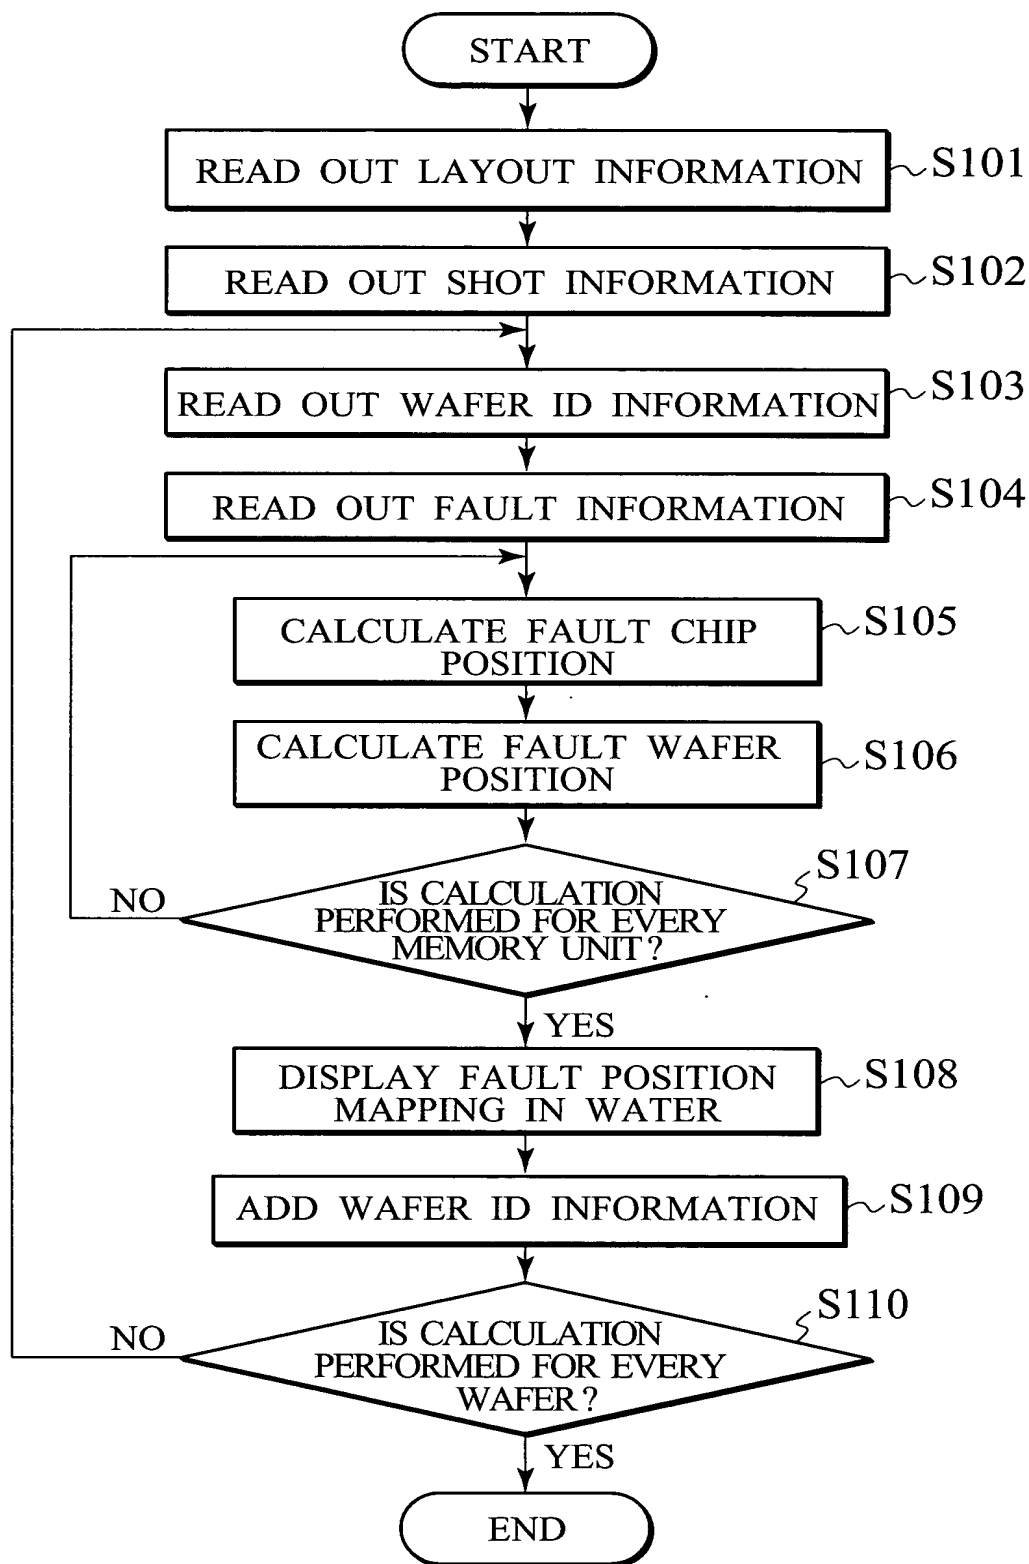 START
READ OUT LAYOUT INFORMATION
S101
READ OUT SHOT INFORMATION
S102
READ OUT WAFER ID INFORMATION
S103
READ OUT FAULT INFORMATION
S104
CALCULATE FAULT CHIP
POSITION
S105
CALCULATE FAULT WAFER
POSITION
S106
IS CALCULATION
PERFORMED FOR EVERY
MEMORY UNIT?
S107
NO
YES
DISPLAY FAULT POSITION
MAPPING IN WATER
S108
ADD WAFER ID INFORMATION
S109
IS CALCULATION
PERFORMED FOR EVERY
WAFER?
S110
NO
YES
END